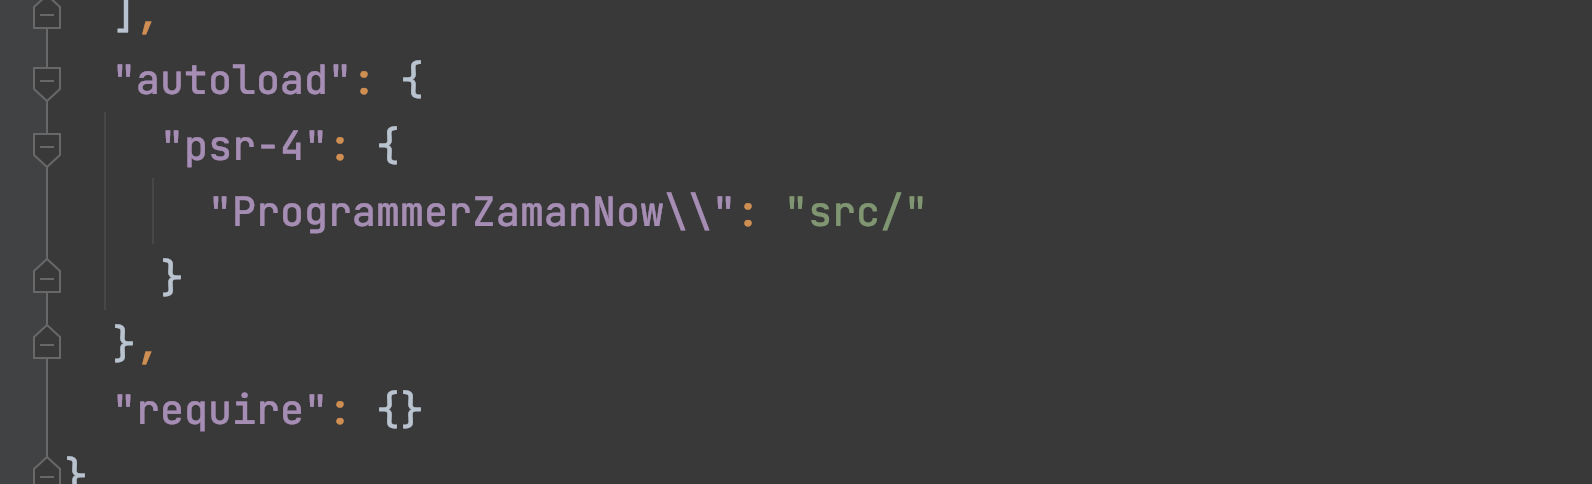 ],
"autoload": {
"psr-4": {
"ProgrammerZamanNow\\": "src/"
}
},
"require": {}
}